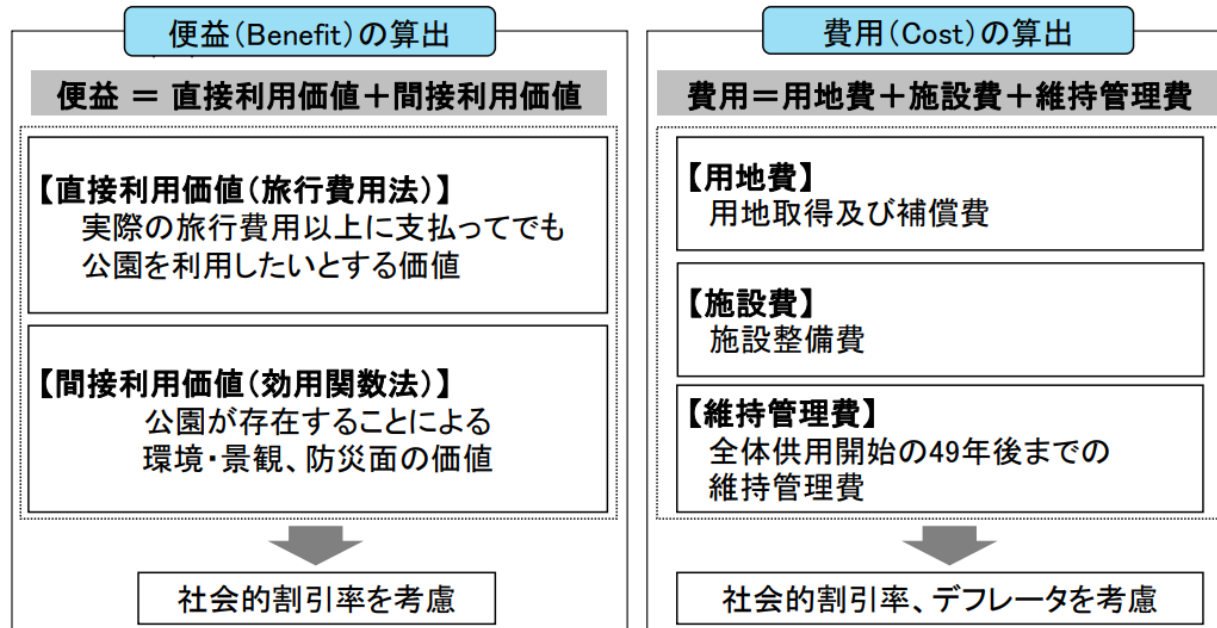 便益(Benefit)の算出
便益 = 直接利用価値+間接利用価値
【直接利用価値(旅行費用法)】
実際の旅行費用以上に支払ってでも
公園を利用したいとする価値
【間接利用価値(効用関数法)】
公園が存在することによる
環境・景観、防災面の価値
社会的割引率を考慮
費用(Cost)の算出
費用=用地費+施設費+維持管理費
【用地費】
用地取得及び補償費
【施設費】
施設整備費
【維持管理費】
全体供用開始の49年後までの
維持管理費
社会的割引率、デフレータを考慮